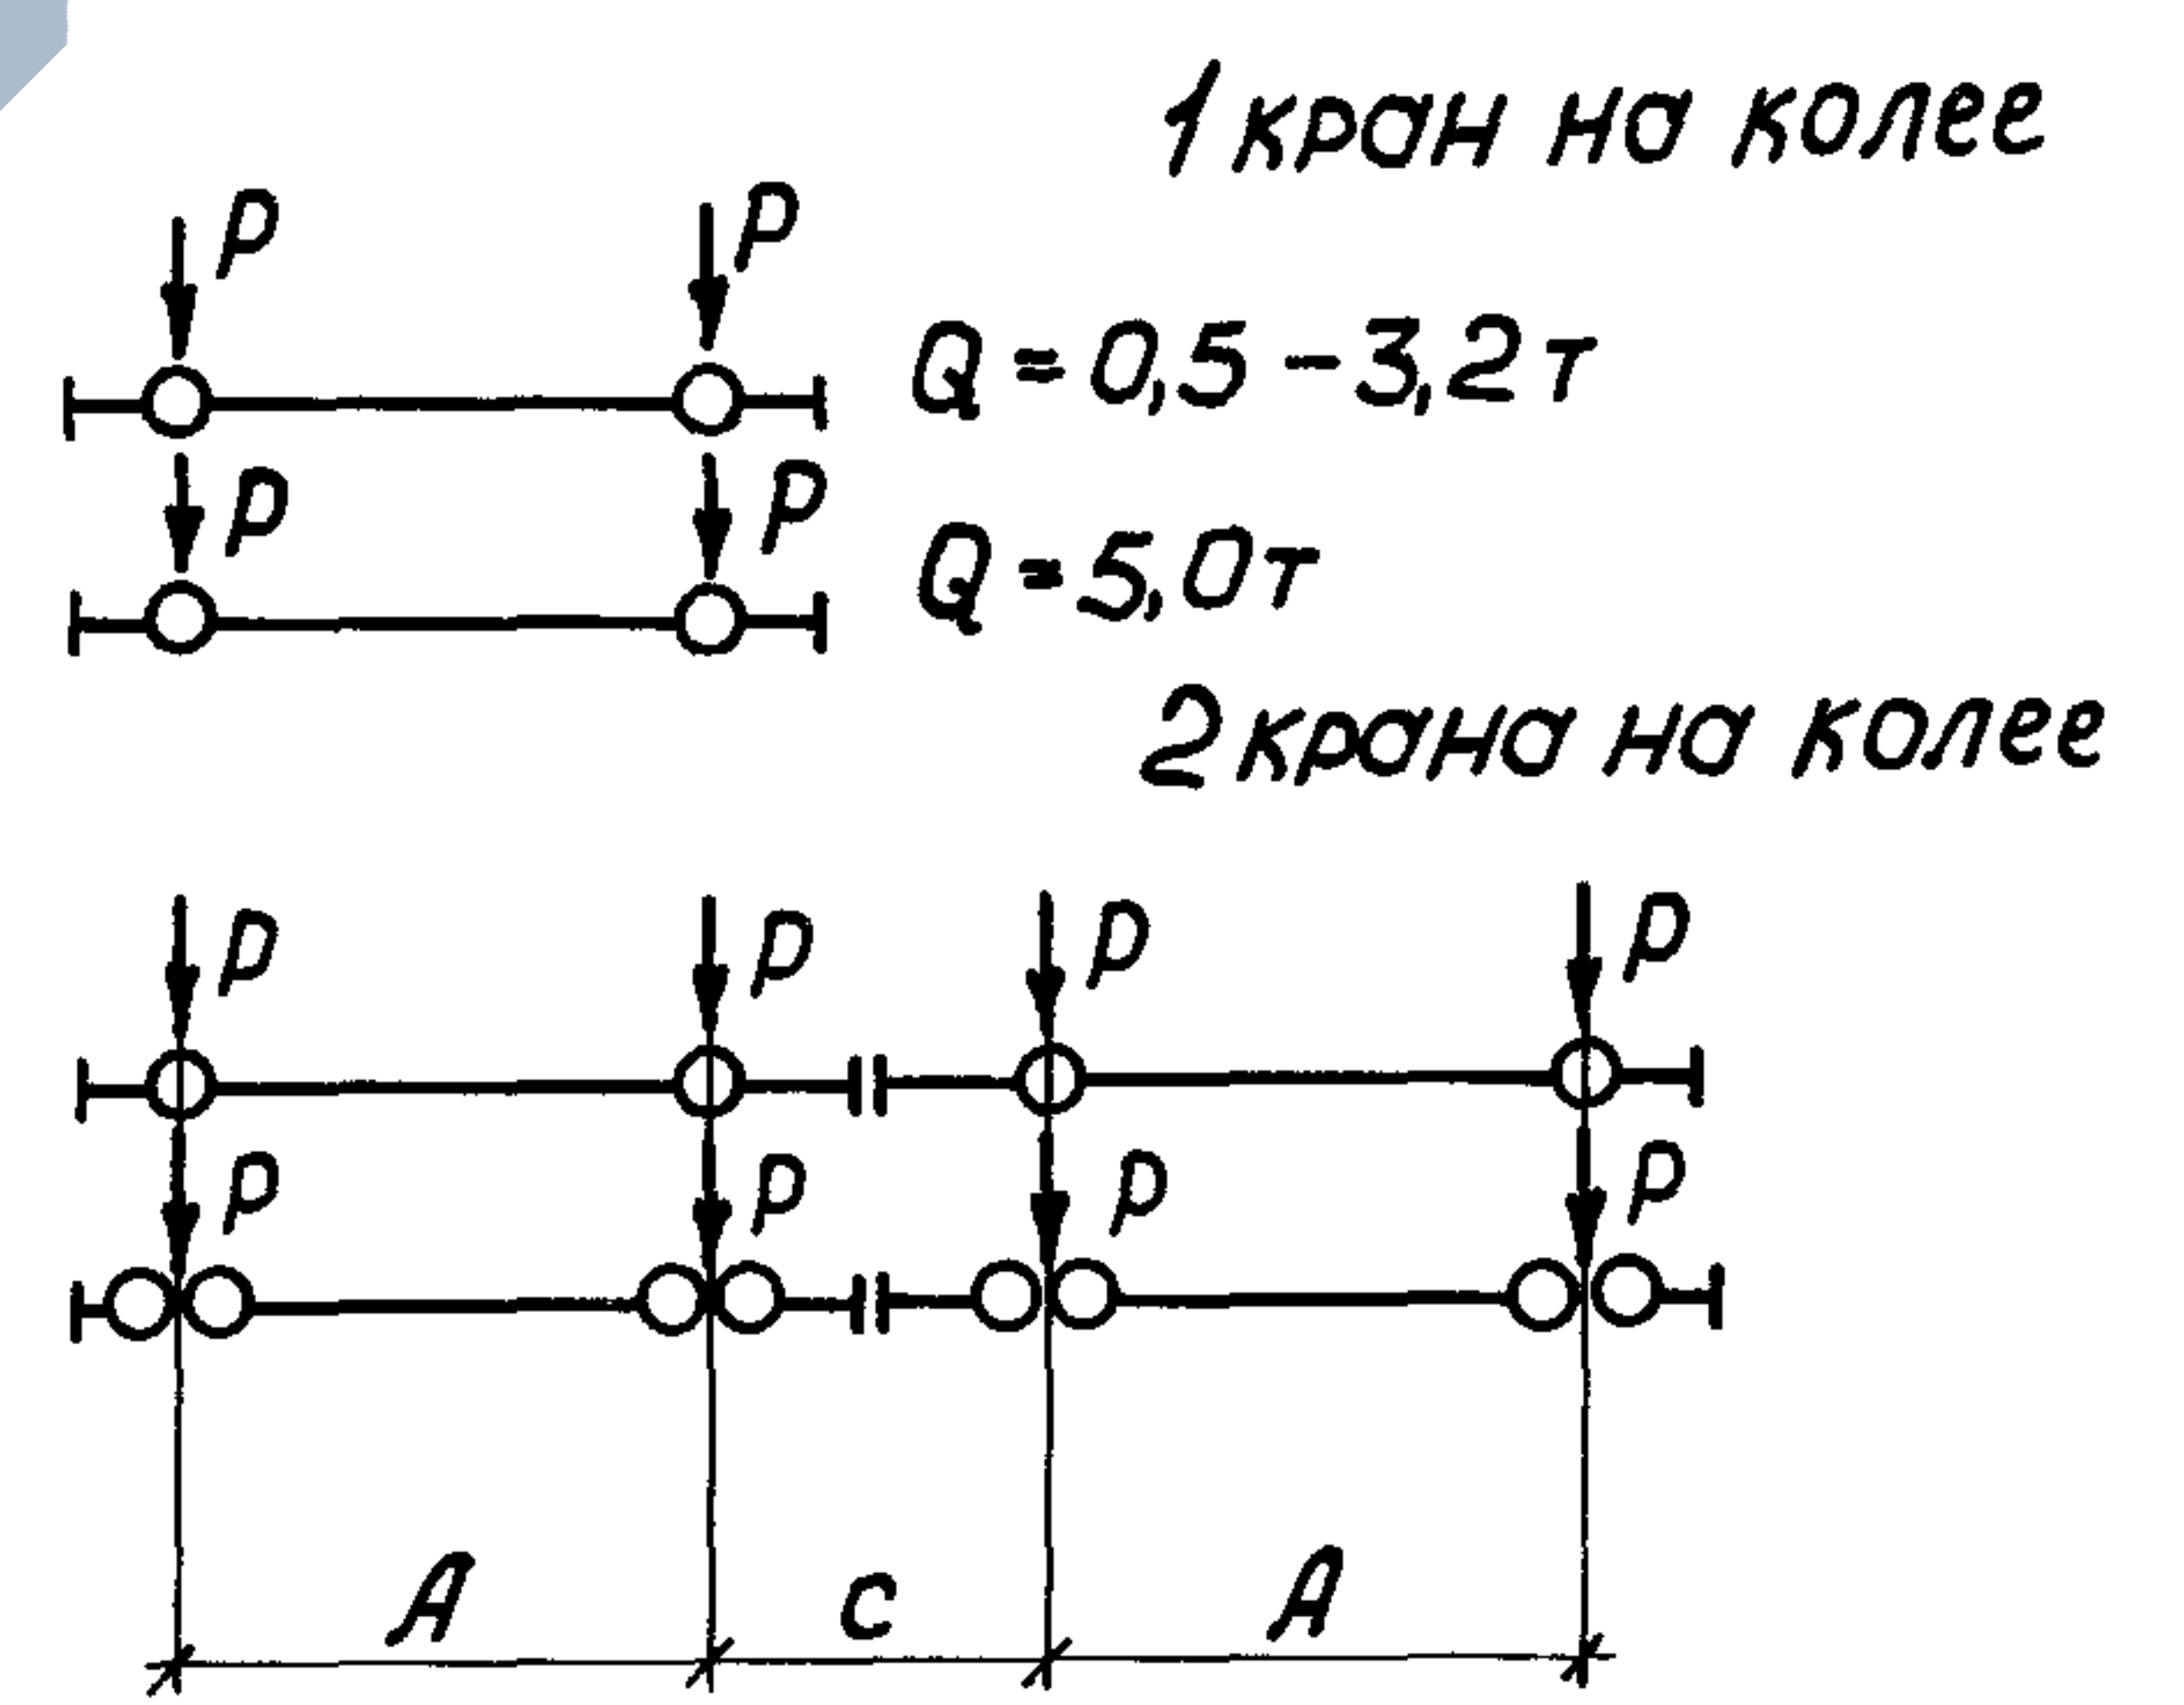 1 кран на колее
P P
Q = 0,5 - 3,2 т
P P
Q = 5,0 т
2 крана на колее
P P P P
P P P P
A c A